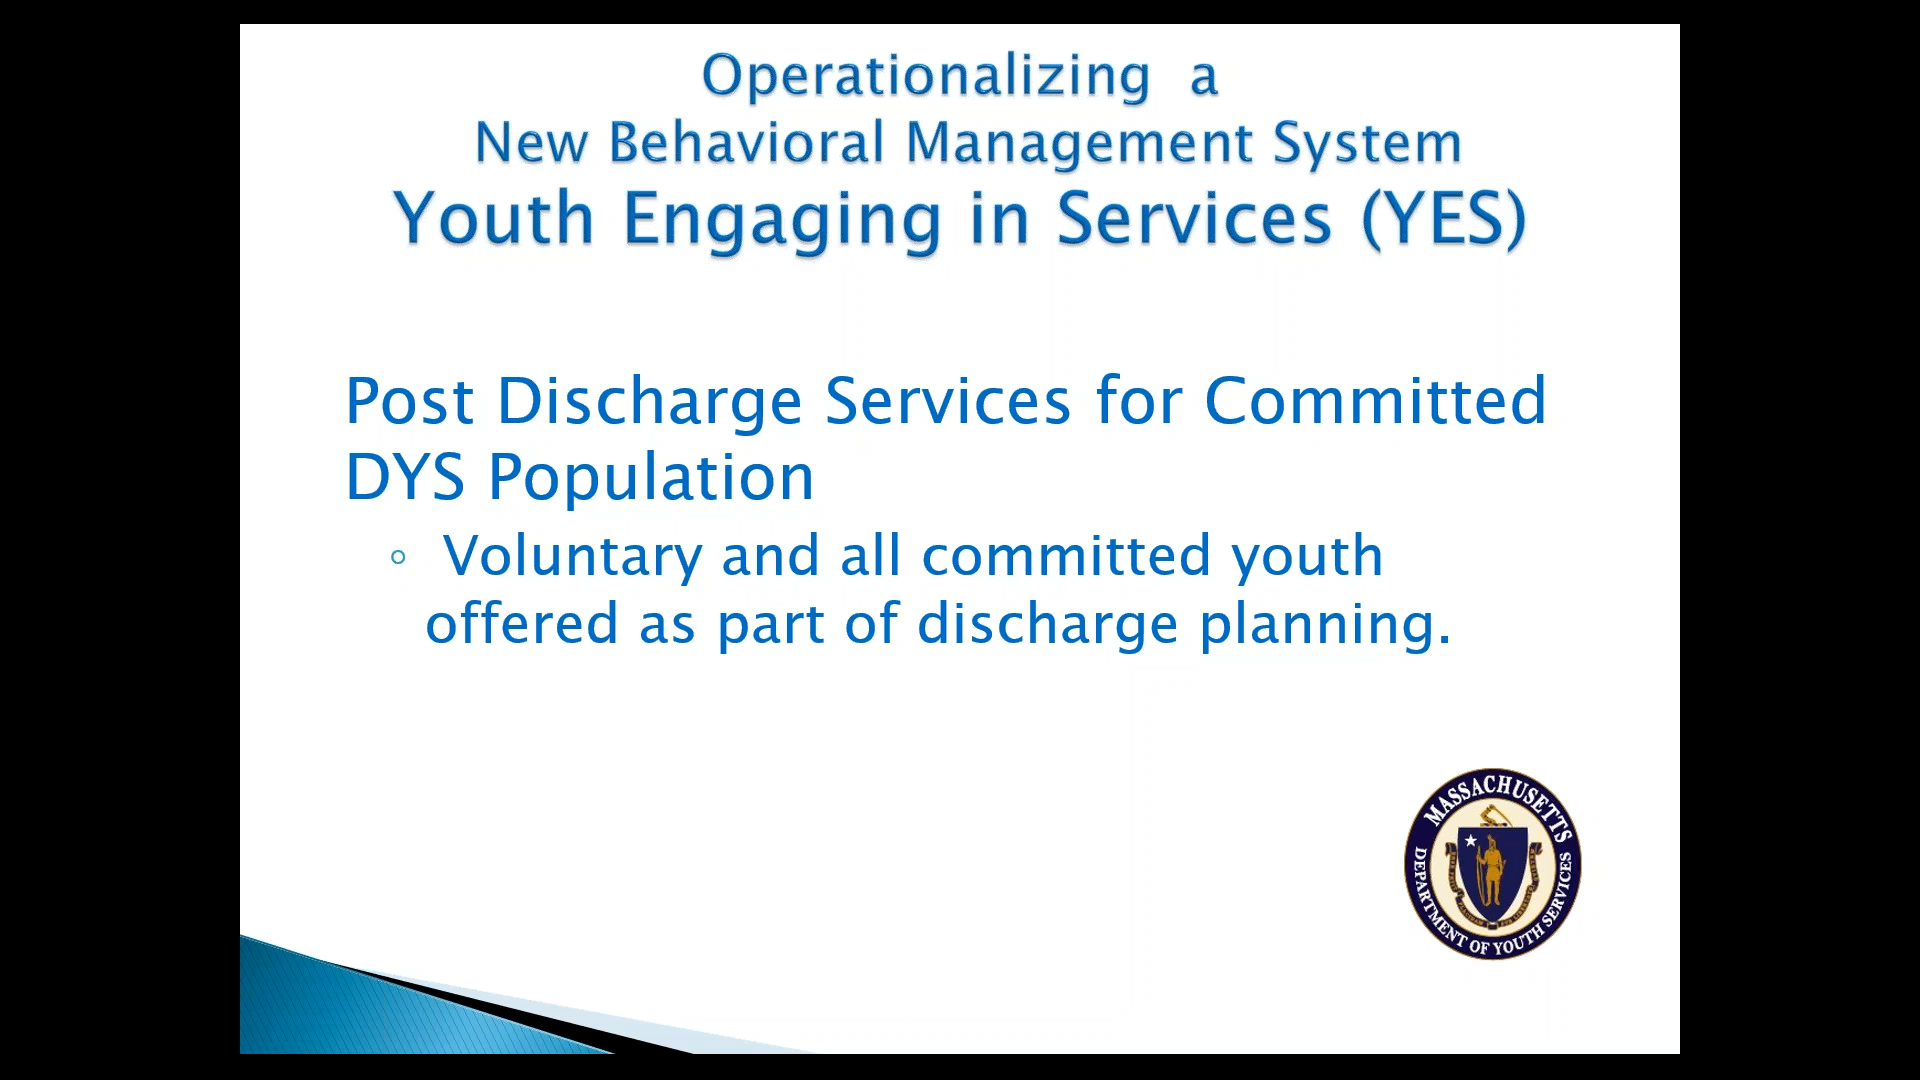 Operationalizing a
New Behavioral Management System
Youth Engaging in Services (YES)
Post Discharge Services for Committed
DYS Population
◦ Voluntary and all committed youth
offered as part of discharge planning.
MASSACHUSETTS
DEPARTMENT OF YOUTH SERVICES